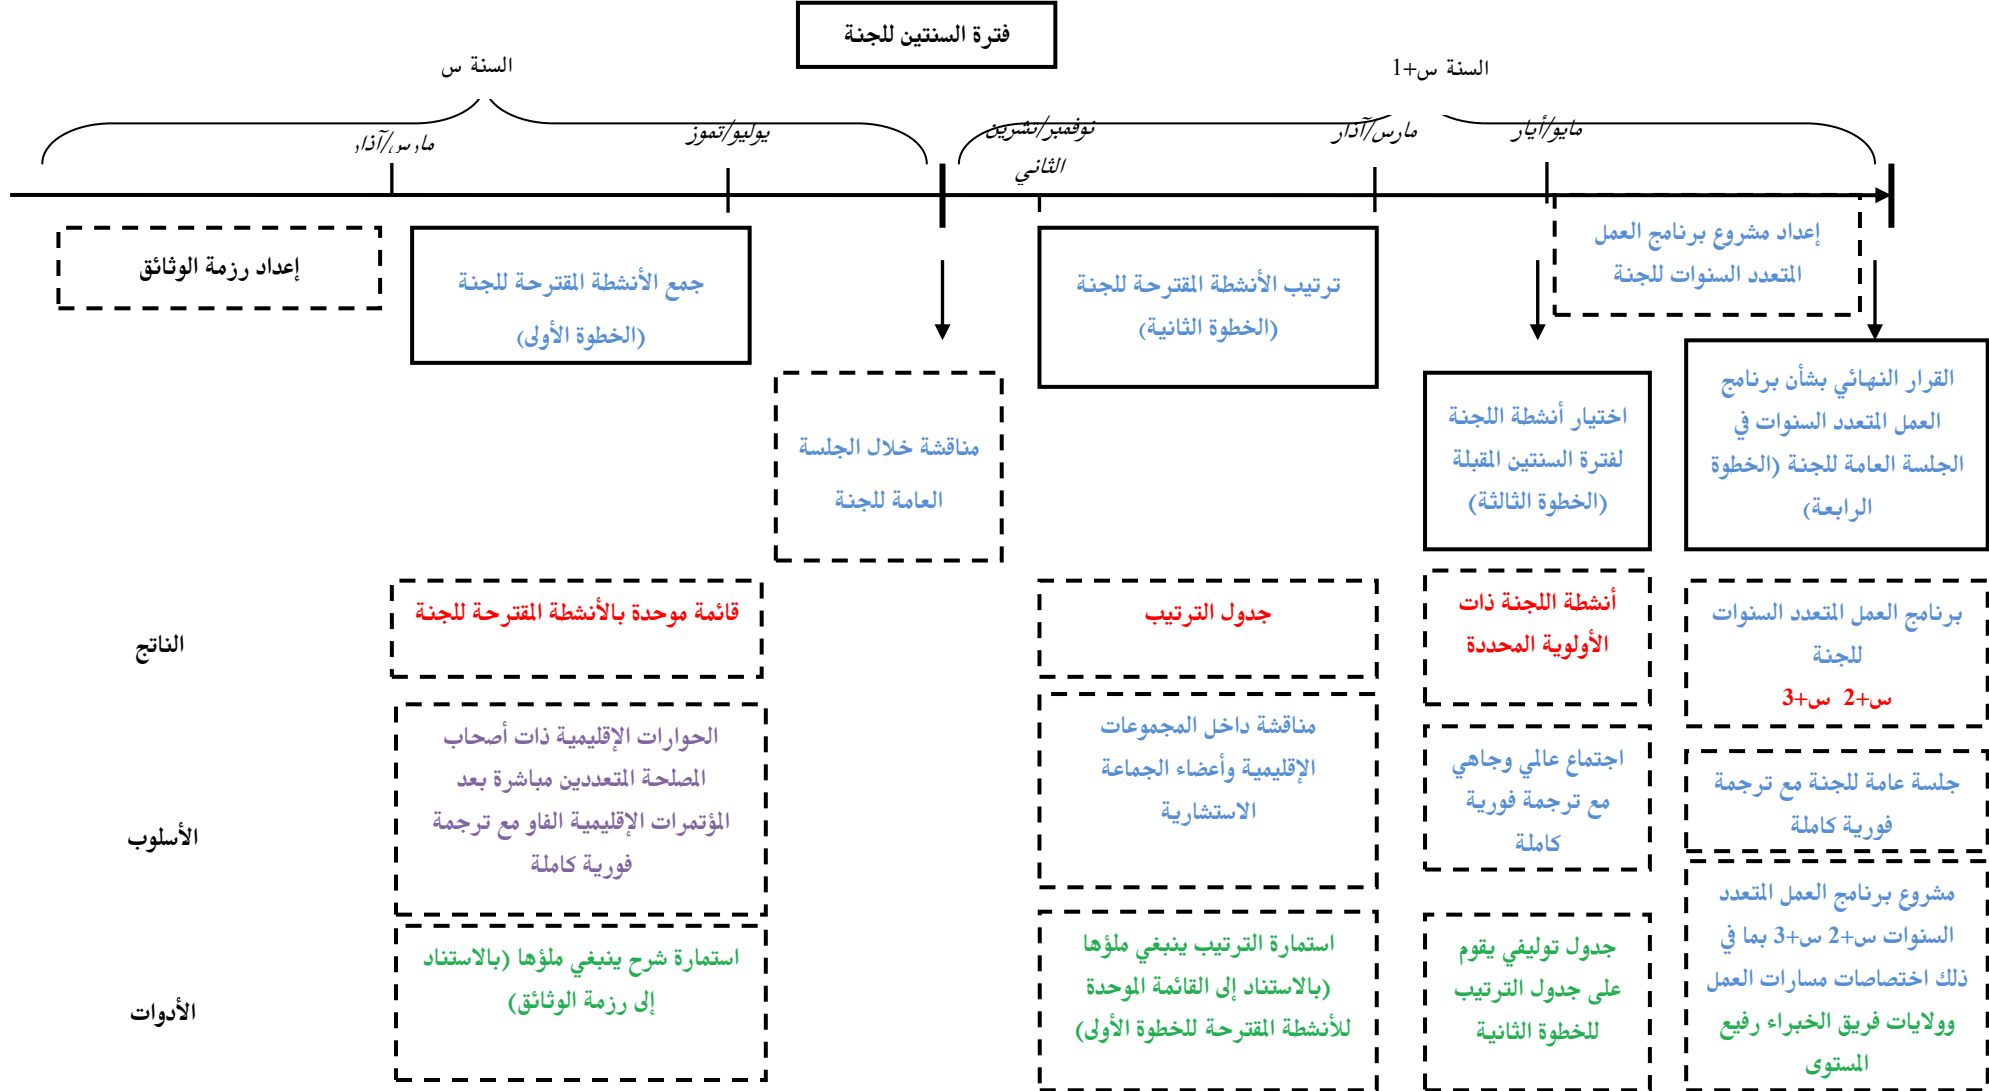 فترة السنتين للجنة
السنة س
السنة س+1
مارس/آذار
يوليو/تموز
نوفمبر/تشرين
الثاني
مارس/آذار
مايو/أيار
إعداد رزمة الوثائق
جمع الأنشطة المقترحة للجنة
(الخطوة الأولى)
مناقشة خلال الجلسة
العامة للجنة
ترتيب الأنشطة المقترحة للجنة
(الخطوة الثانية)
إعداد مشروع برنامج العمل
المتعدد السنوات للجنة
اختيار أنشطة اللجنة
لفترة السنتين المقبلة
(الخطوة الثالثة)
القرار النهائي بشأن برنامج
العمل المتعدد السنوات في
الجلسة العامة للجنة (الخطوة
الرابعة)
الناتج
قائمة موحدة بالأنشطة المقترحة للجنة
جدول الترتيب
أنشطة اللجنة ذات
الأولوية المحددة
برنامج العمل المتعدد السنوات
للجنة
س+2 س+3
الأسلوب
الحوارات الإقليمية ذات أصحاب
المصلحة المتعددين مباشرة بعد
المؤتمرات الإقليمية الفاو مع ترجمة
فورية كاملة
مناقشة داخل المجموعات
الإقليمية وأعضاء الجماعة
الاستشارية
اجتماع عالمي وجاهي
مع ترجمة فورية
كاملة
جلسة عامة للجنة مع ترجمة
فورية كاملة
الأدوات
استمارة شرح ينبغي ملؤها (بالاستناد
إلى رزمة الوثائق)
استمارة الترتيب ينبغي ملؤها
(بالاستناد إلى القائمة الموحدة
للأنشطة المقترحة للخطوة الأولى)
جدول توليفي يقوم
على جدول الترتيب
للخطوة الثانية
مشروع برنامج العمل المتعدد
السنوات س+2 س+3 بما في
ذلك اختصاصات مسارات العمل
وولايات فريق الخبراء رفيع
المستوى